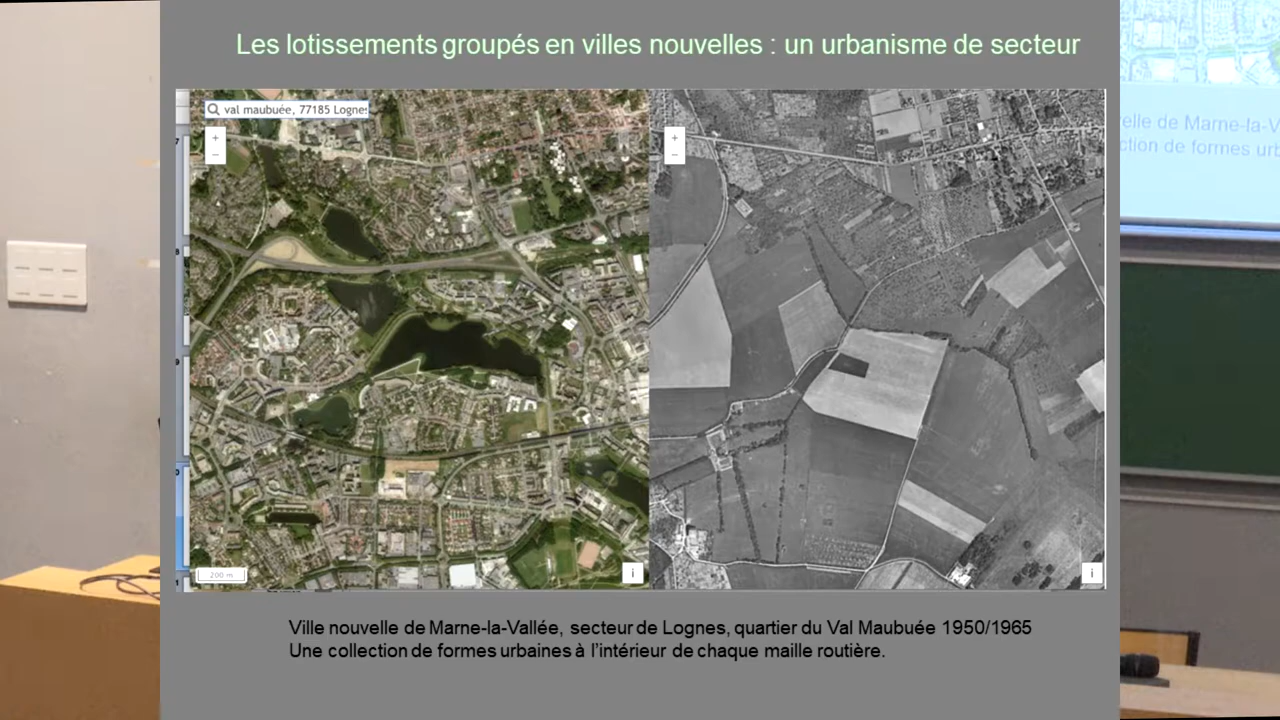 Les lotissements groupés en villes nouvelles : un urbanisme de secteur
val maubuée, 77185 Lognes
200 m
i
i
Ville nouvelle de Marne-la-Vallée, secteur de Lognes, quartier du Val Maubuée 1950/1965
Une collection de formes urbaines à l'intérieur de chaque maille routière.
elle de Marne-la-V
ction de formes urb